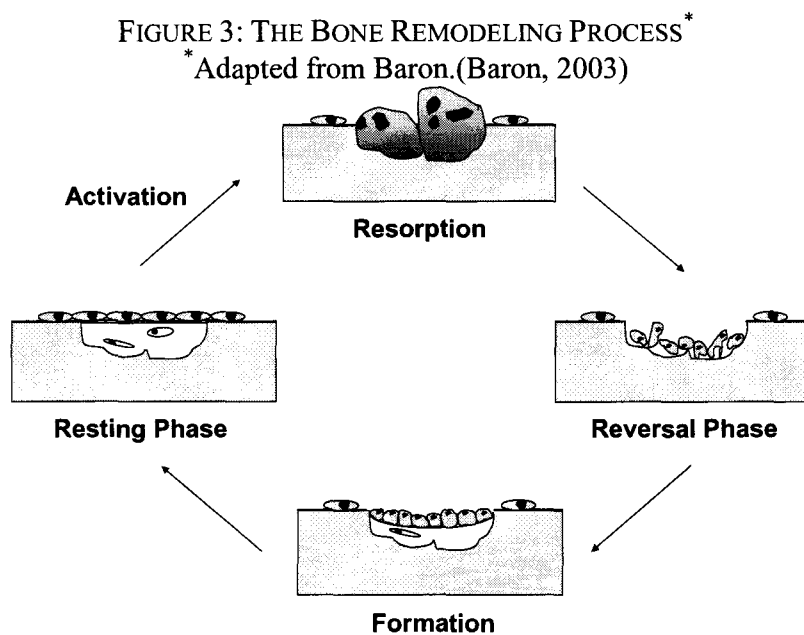 FIGURE 3: THE BONE REMODELING PROCESS*
*Adapted from Baron.(Baron, 2003)
Activation
Resorption
Resting Phase
Reversal Phase
Formation